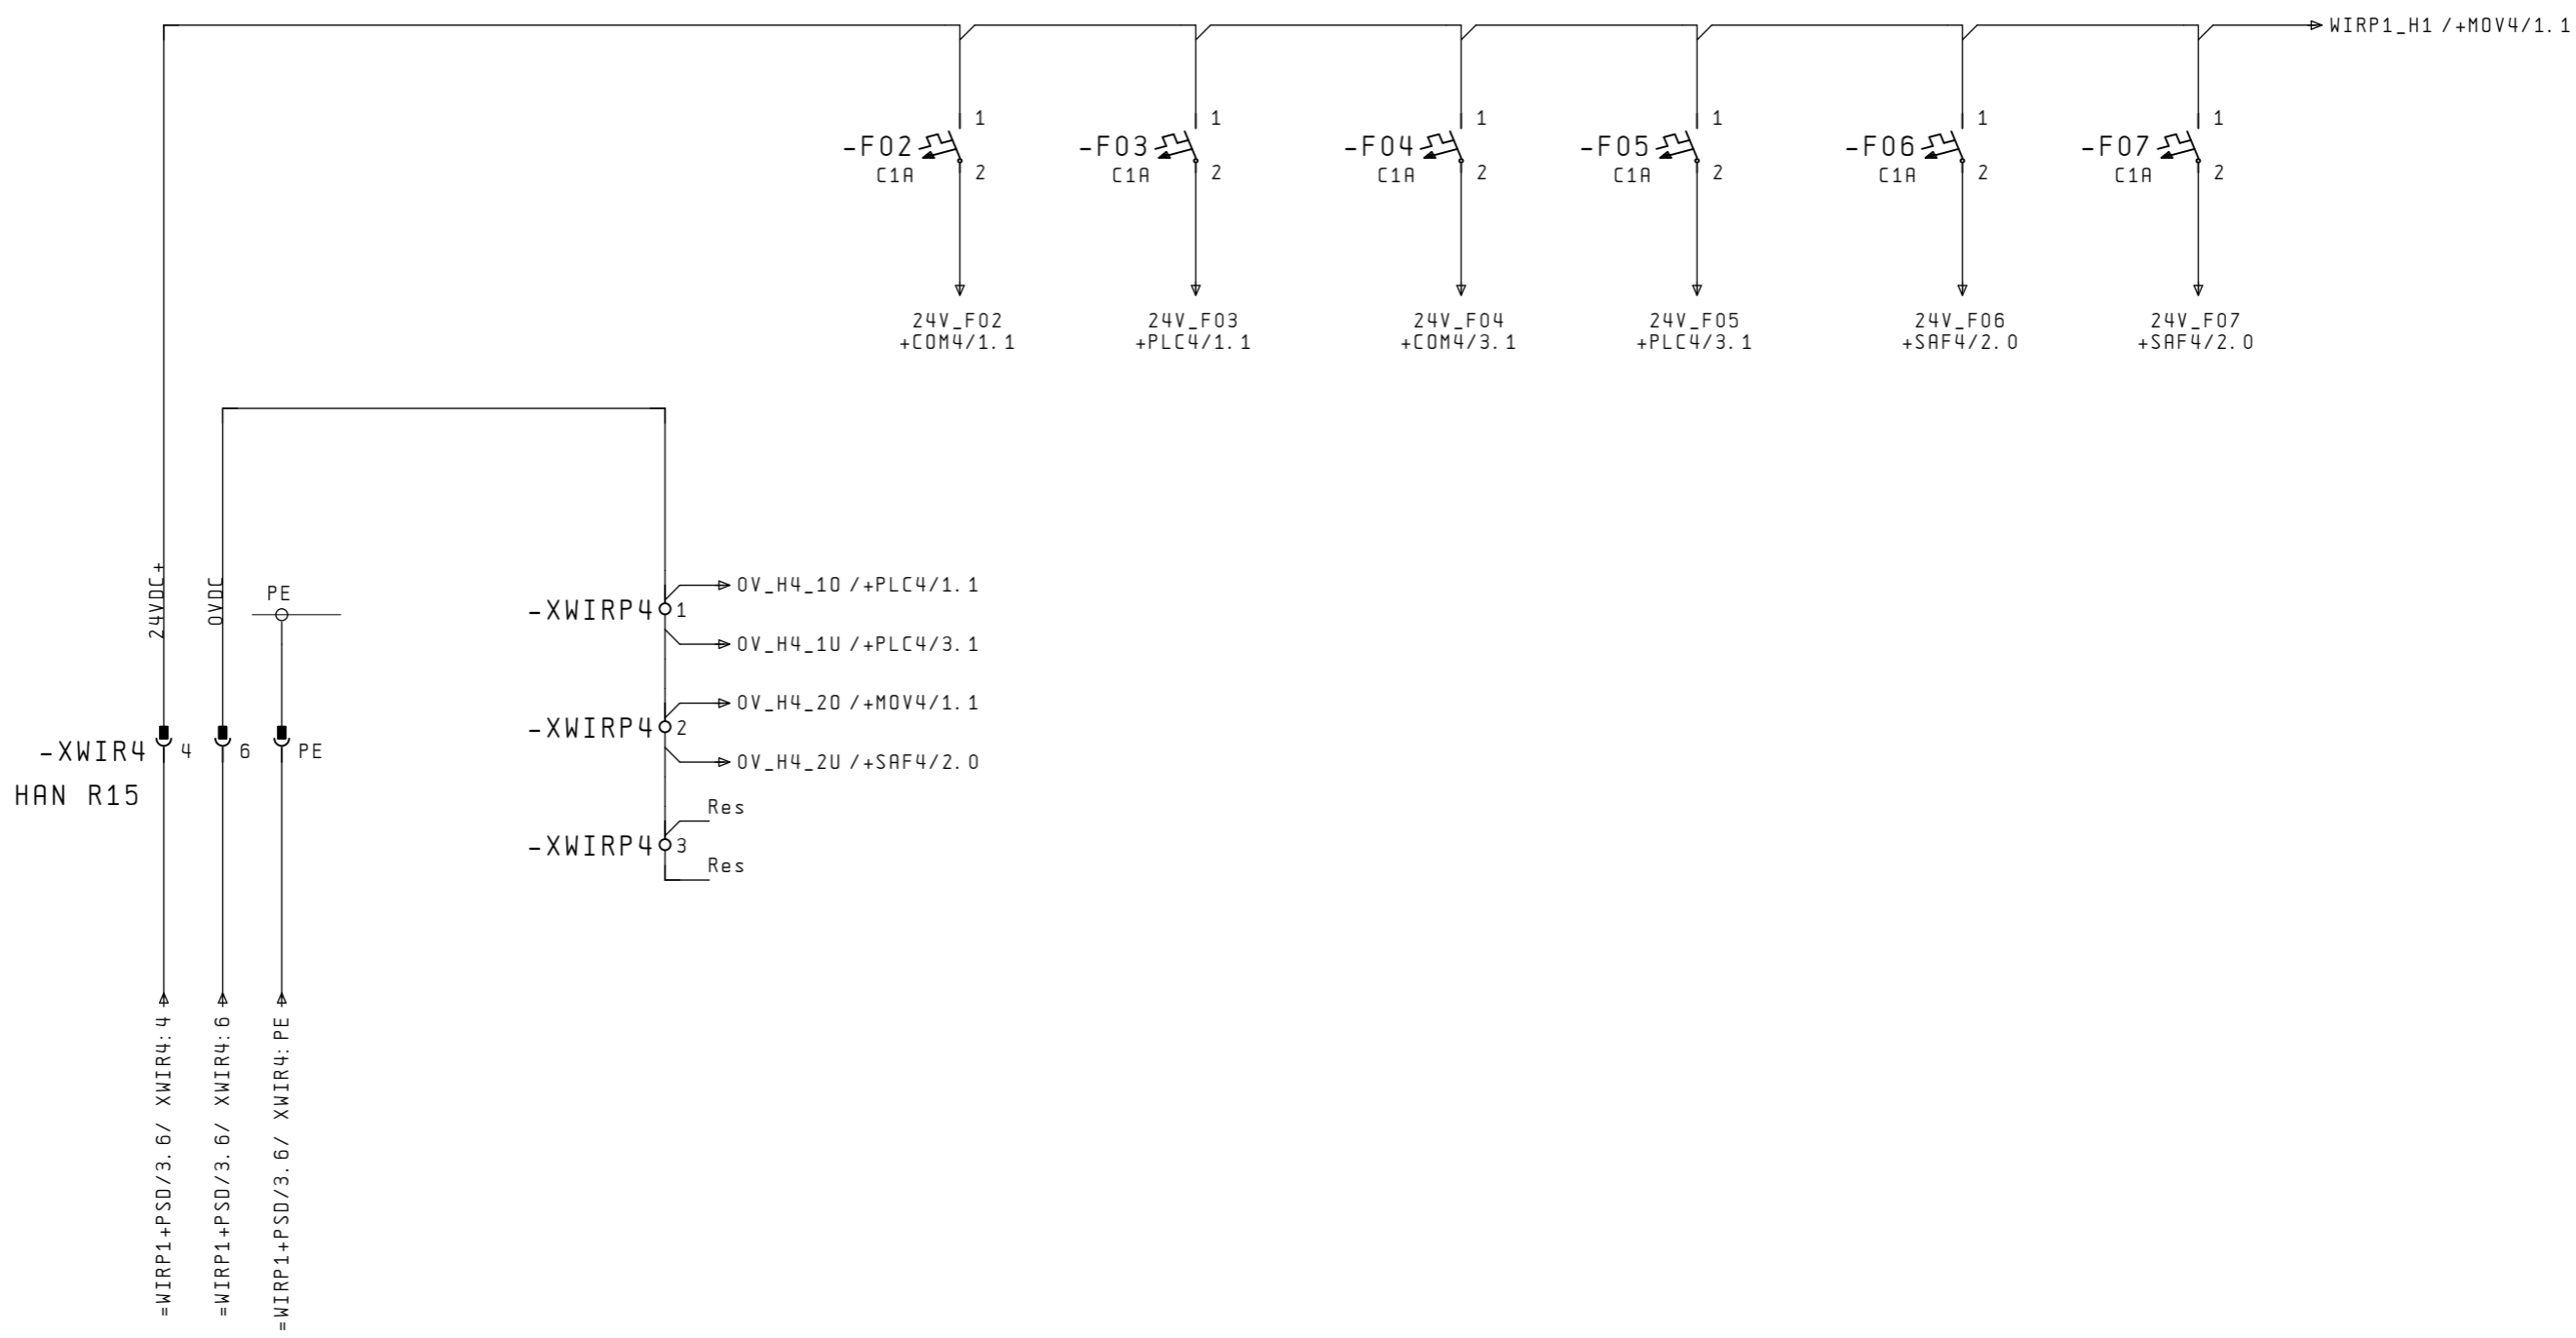 WIRP1_H1 /+MOV4/1.1
1 1 1 1 1 1
-F02 -F03 -F04 -F05 -F06 -F07
C1A C1A C1A C1A C1A C1A
2 2 2 2 2 2
24V_F02 24V_F03 24V_F04 24V_F05 24V_F06 24V_F07
+COM4/1.1 +PLC4/1.1 +COM4/3.1 +PLC4/3.1 +SAF4/2.0 +SAF4/2.0
24VDC+
0VDC
PE
0V_H4_1O /+PLC4/1.1
-XWIRP4 1
0V_H4_1U /+PLC4/3.1
0V_H4_2O /+MOV4/1.1
-XWIRP4 2
0V_H4_2U /+SAF4/2.0
-XWIR4 4 6 PE
HAN R15
Res
-XWIRP4 3
Res
=WIRP1+PSD/3.6/ XWIR4:4
=WIRP1+PSD/3.6/ XWIR4:6
=WIRP1+PSD/3.6/ XWIR4:PE